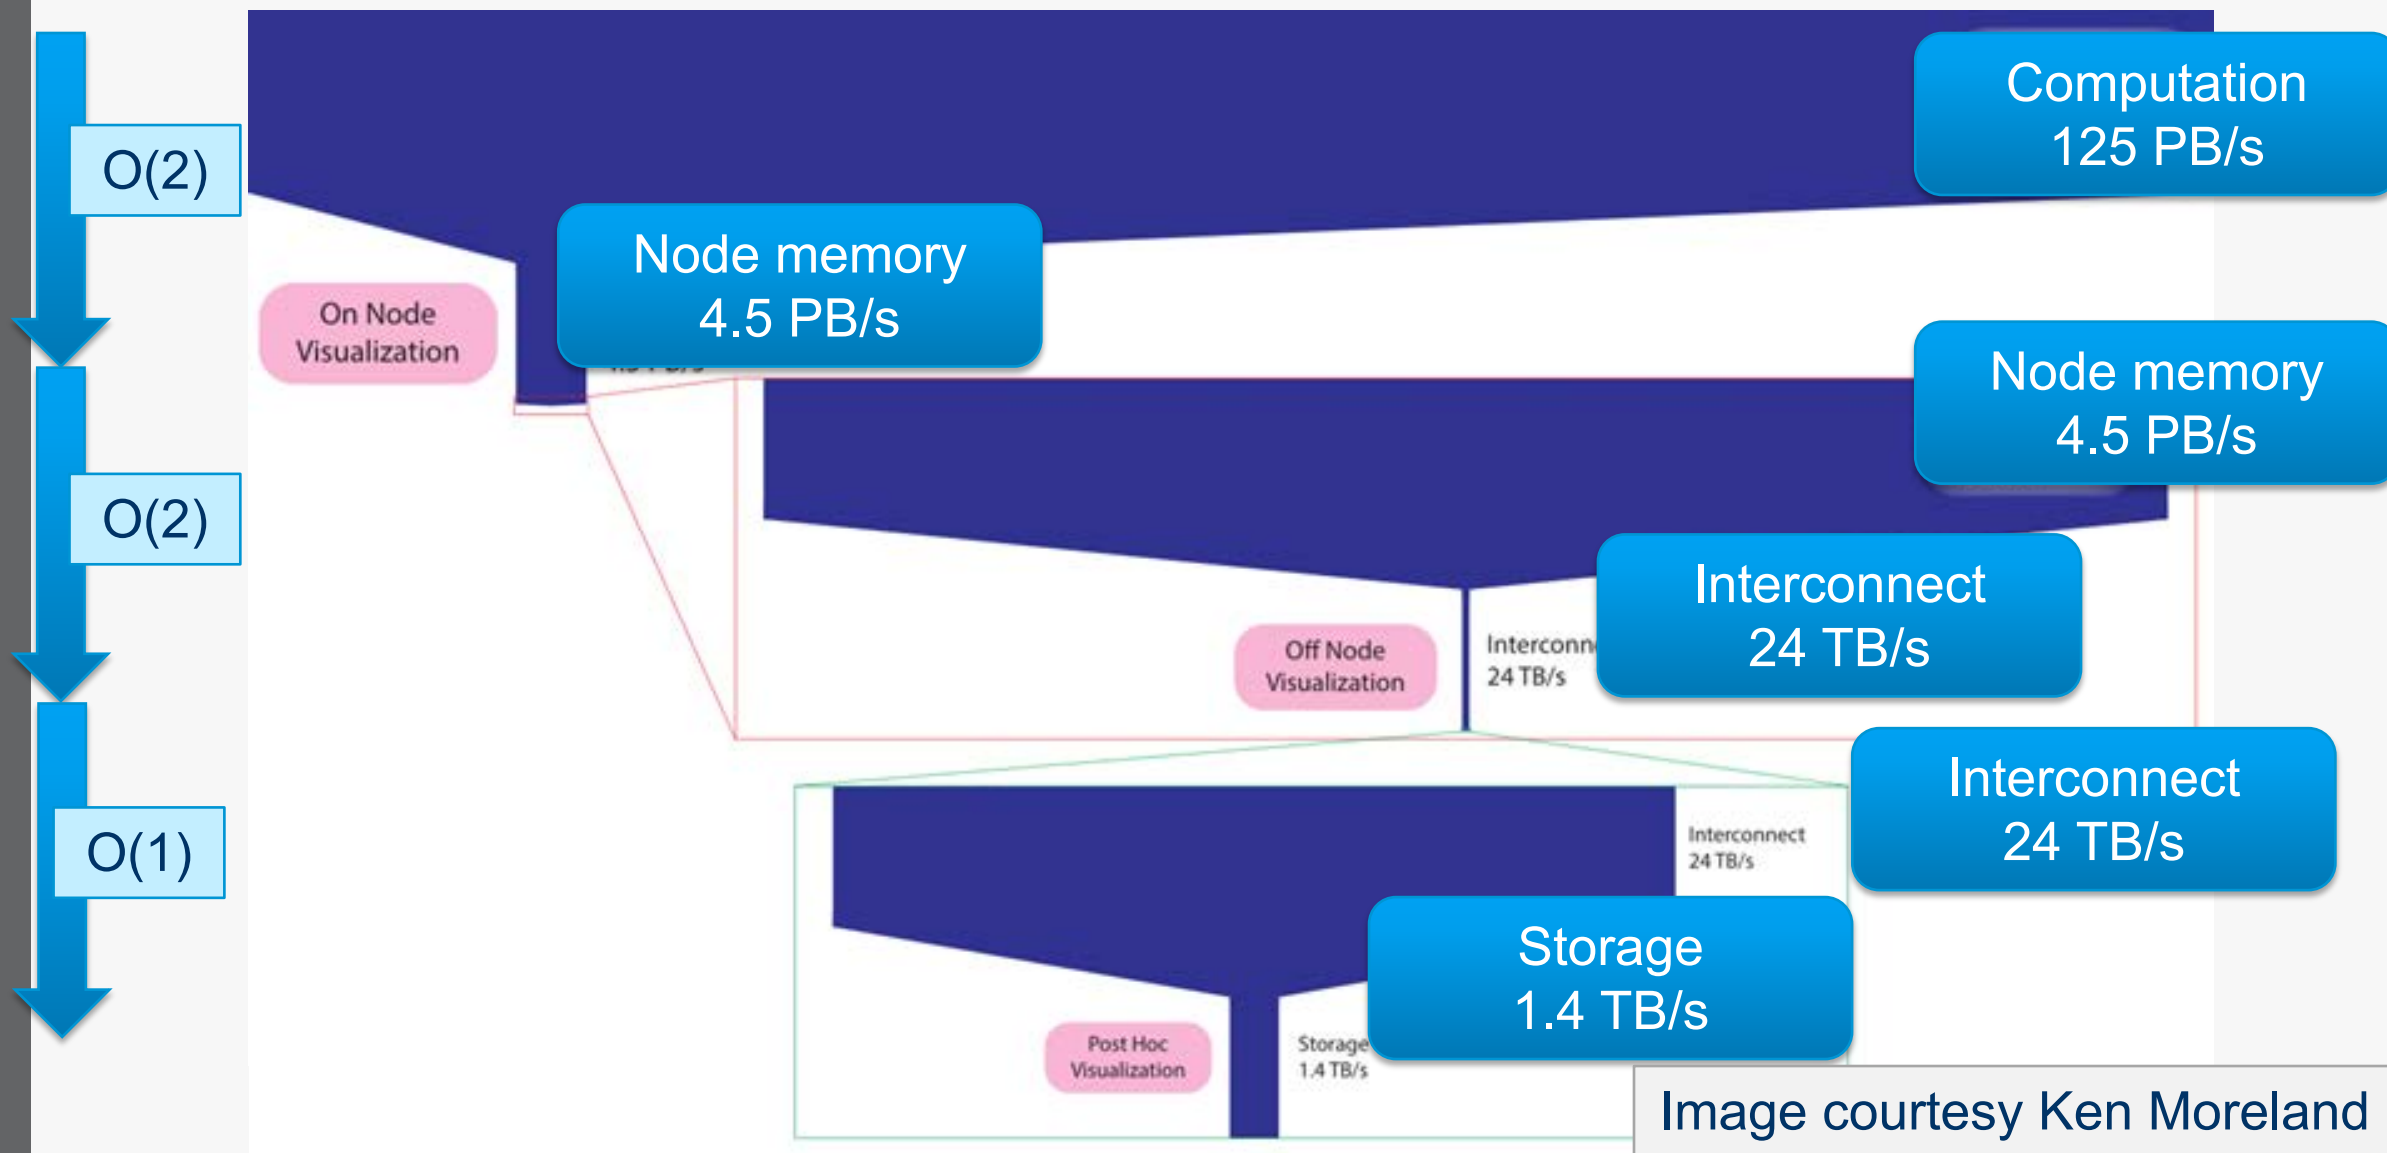 Computation
125 PB/s
O(2)
Node memory
4.5 PB/s
On Node
Visualization
Node memory
4.5 PB/s
O(2)
Interconnect
24 TB/s
Off Node
Visualization
24 TB/s
Interconnect
24 TB/s
O(1)
Interconnect
24 TB/s
Storage
1.4 TB/s
Post Hoc
Visualization
Storage
1.4 TB/s
Image courtesy Ken Moreland